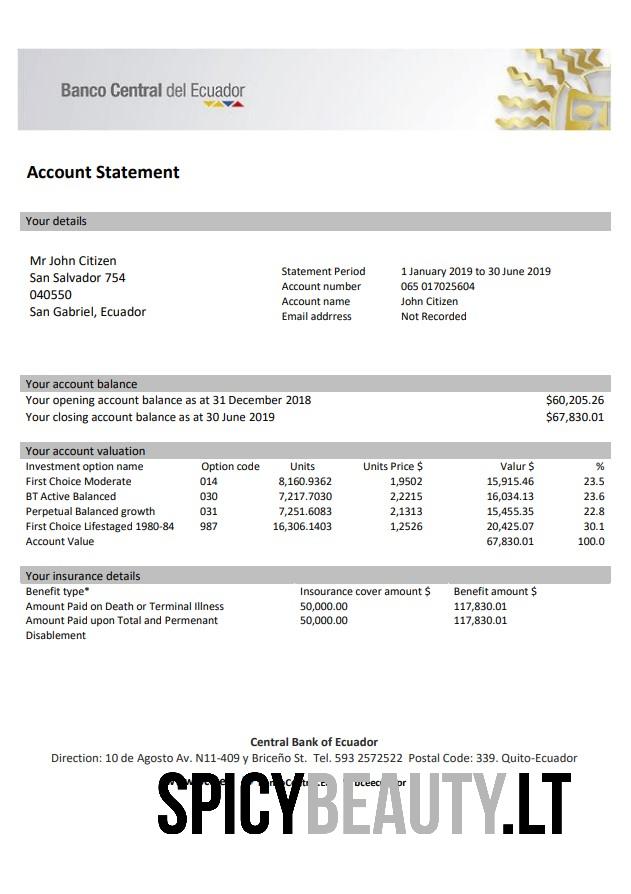 Banco Central del Ecuador
Account Statement
Your details
Mr John Citizen
San Salvador 754
040550
San Gabriel, Ecuador
Statement Period 1 January 2019 to 30 June 2019
Account number 065 017025604
Account name John Citizen
Email adrress Not Recorded
Your account balance
Your opening account balance as at 31 December 2018 $60,205.26
Your closing account balance as at 30 June 2019 $67,830.01
Your account valuation
Investment option name Option code Units Units Price $ Valur $ %
First Choice Moderate 014 8,160.9362 1,9502 15,915.46 23.5
BT Active Balanced 030 7,217.7030 2,2215 16,034.13 23.6
Perpetual Balanced growth 031 7,251.6083 2,1313 15,455.35 22.8
First Choice Lifestaged 1980-84 987 16,306.1403 1,2526 20,425.07 30.1
Account Value 67,830.01 100.0
Your insurance details
Benefit type* Insourance cover amount $ Benefit amount $
Amount Paid on Death or Terminal Illness 50,000.00 117,830.01
Amount Paid upon Total and Permenant 50,000.00 117,830.01
Disablement
Central Bank of Ecuador
Direction: 10 de Agosto Av. N11-409 y Briceño St. Tel. 593 2572522 Postal Code: 339. Quito-Ecuador
SPICYBEAUTY.LT